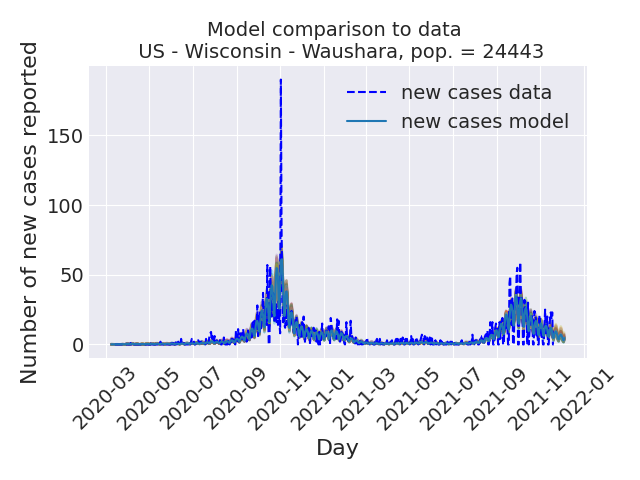 Model comparison to data
US - Wisconsin - Waushara, pop. = 24443
Number of new cases reported
new cases data
new cases model
150
100
50
0
2020-03
2020-05
2020-07
2020-09
2020-11
2021-01
2021-03
2021-05
2021-07
2021-09
2021-11
2022-01
Day